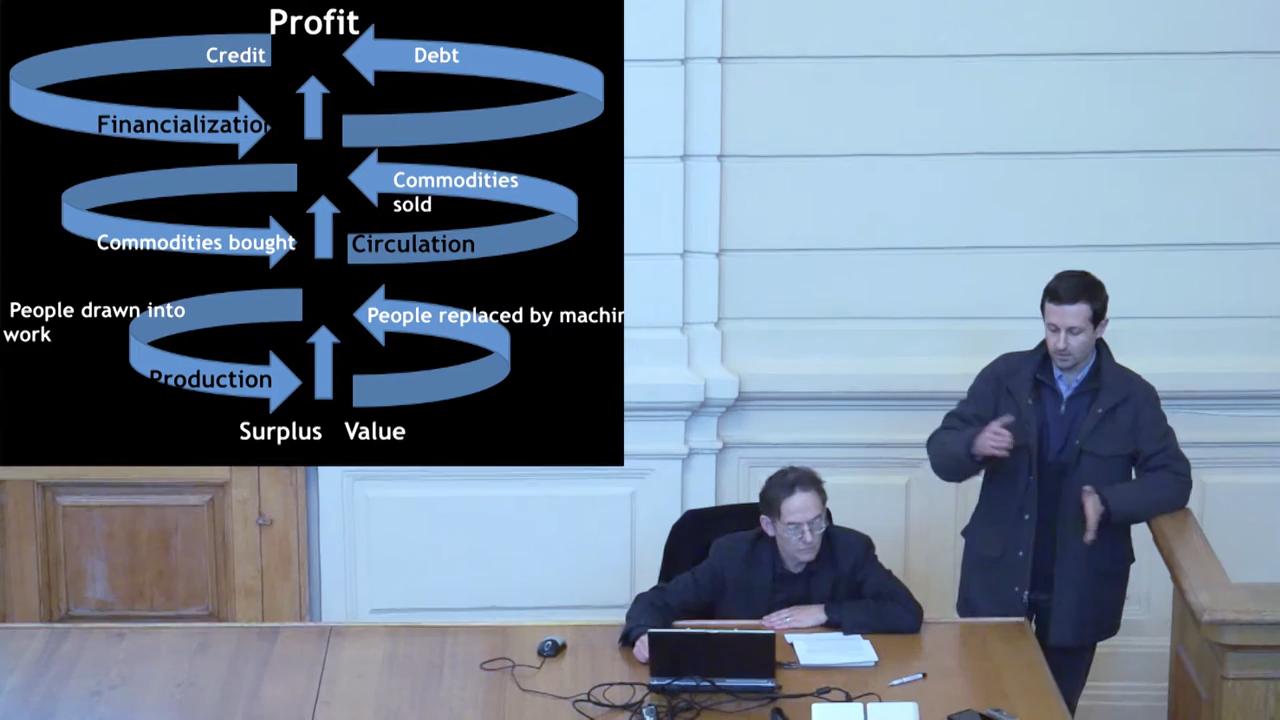 Profit
Credit
Debt
Financializatio
Commodities
sold
Commodities bought
Circulation
People drawn into
work
People replaced by machin
Production
Surplus Value